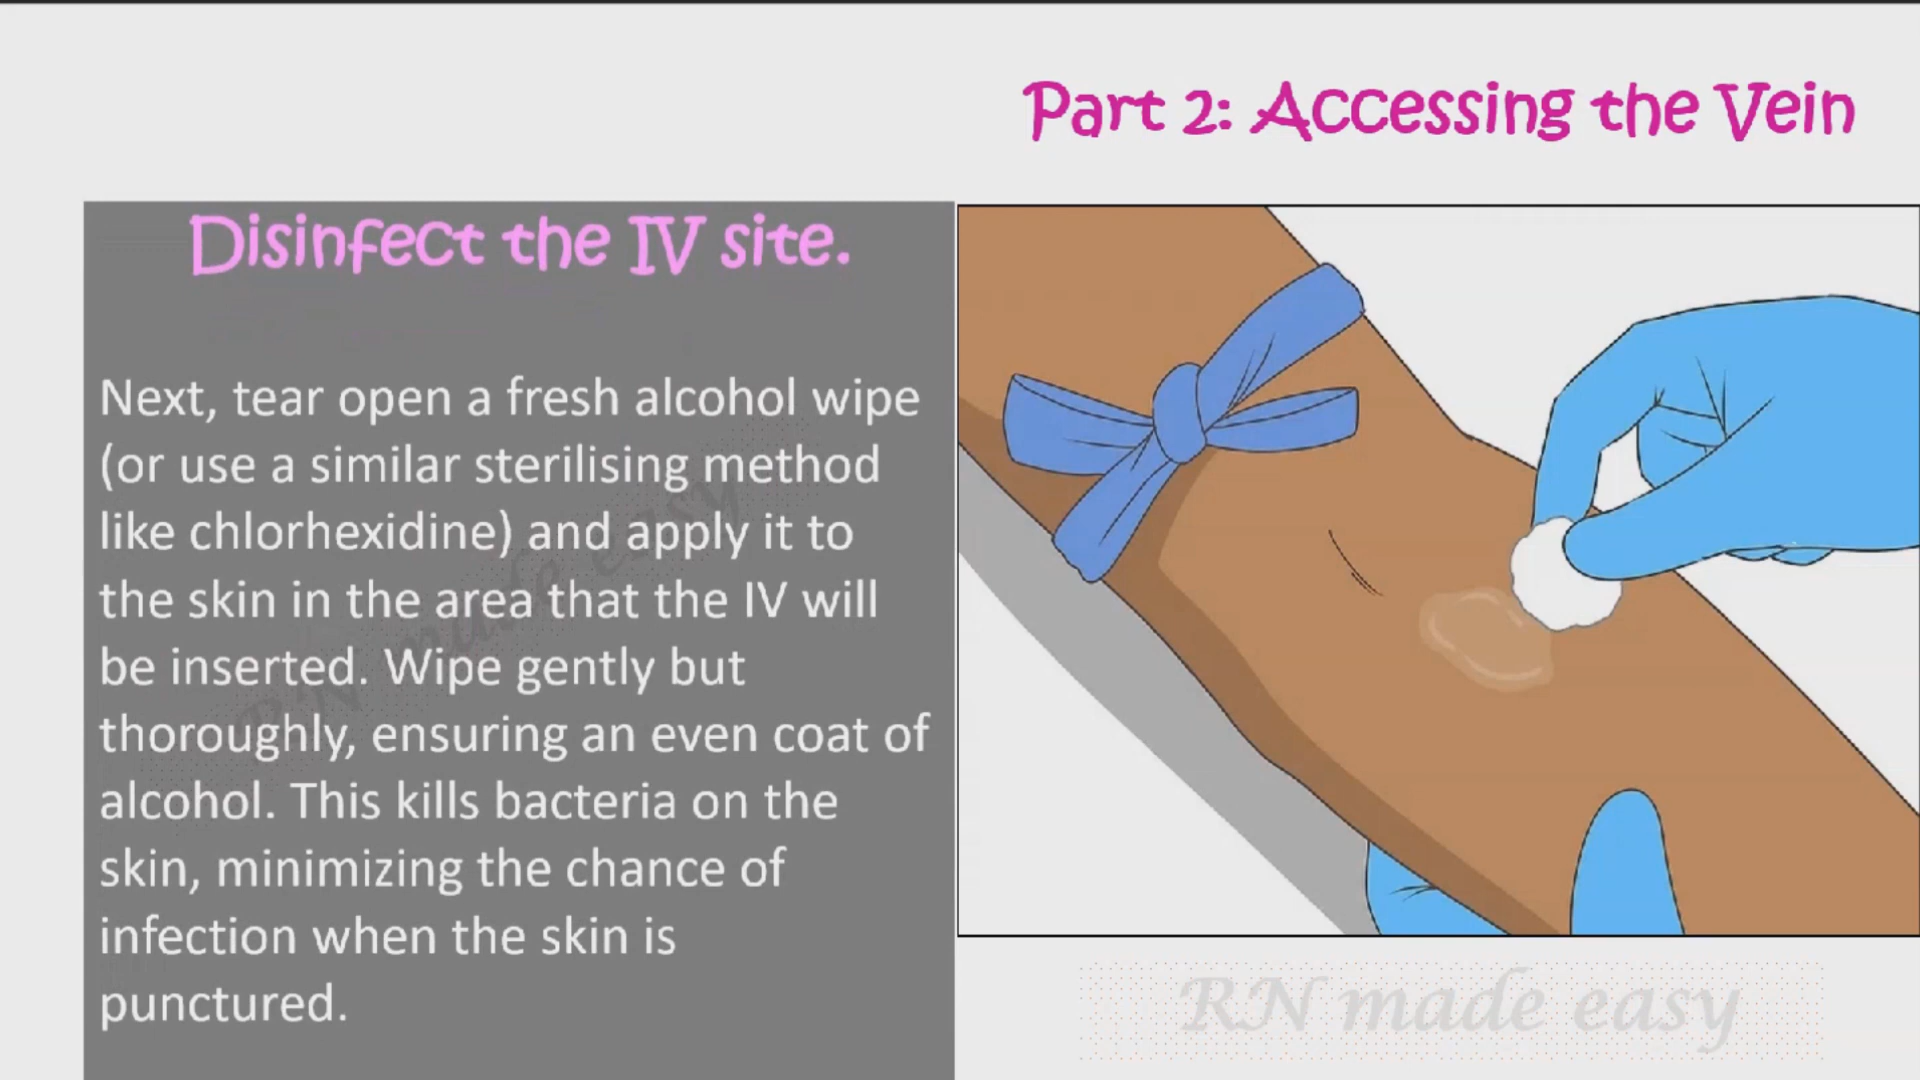 Part 2: Accessing the Vein
Disinfect the IV site.
Next, tear open a fresh alcohol wipe
(or use a similar sterilising method
like chlorhexidine) and apply it to
the skin in the area that the IV will
be inserted. Wipe gently but
thoroughly, ensuring an even coat of
alcohol. This kills bacteria on the
skin, minimizing the chance of
infection when the skin is
punctured.
RN made easy
RN made easy